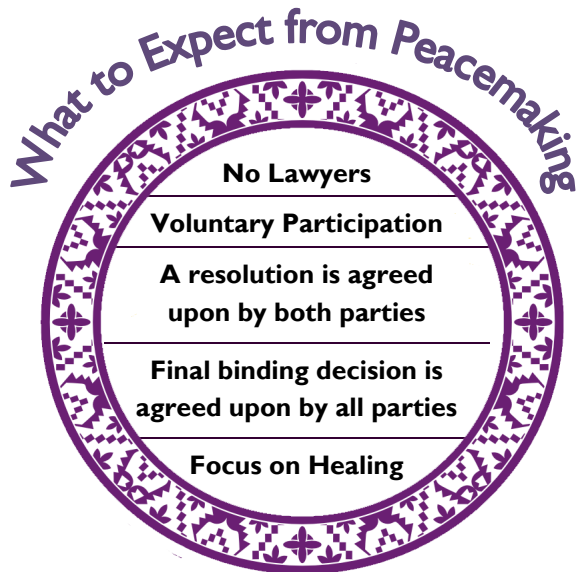 What to Expect from Peacemaking
No Lawyers
Voluntary Participation
A resolution is agreed
upon by both parties
Final binding decision is
agreed upon by all parties
Focus on Healing